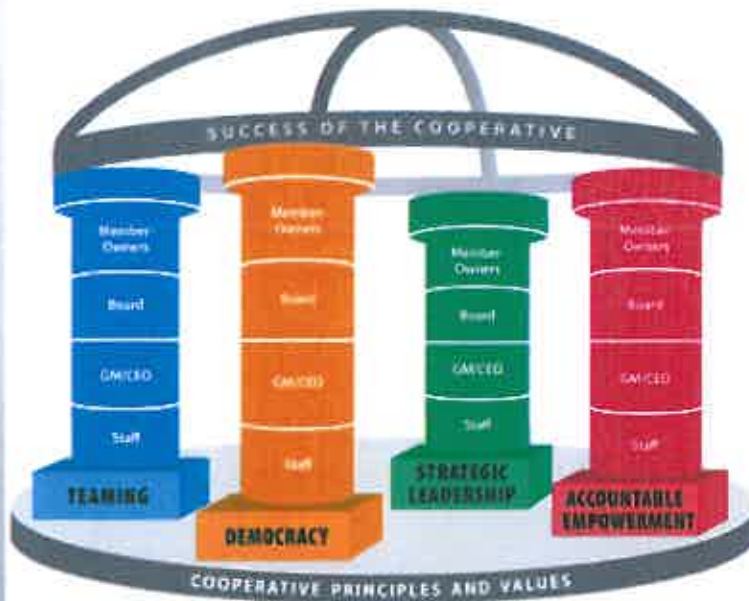 SUCCESS OF THE COOPERATIVE
Member-
Owners
Board
GM/CEO
Staff
TEAMING
Member-
Owners
Board
GM/CEO
Staff
DEMOCRACY
Member-
Owners
Board
GM/CEO
Staff
STRATEGIC
LEADERSHIP
Member-
Owners
Board
GM/CEO
Staff
ACCOUNTABLE
EMPOWERMENT
COOPERATIVE PRINCIPLES AND VALUES